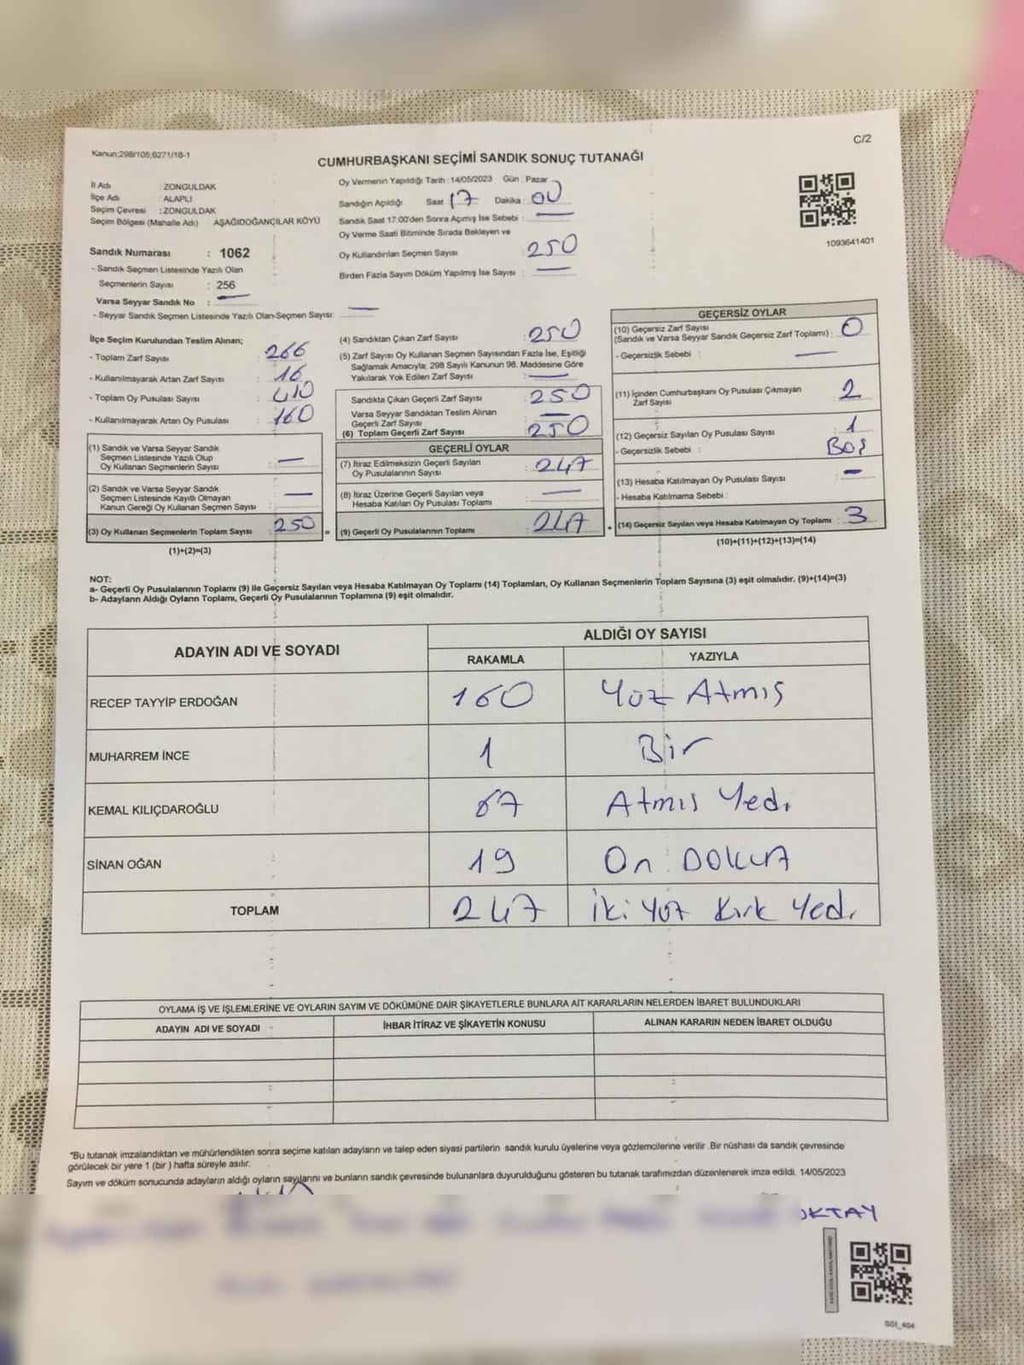 Kanun:298/105;6271/18-1
C/2
CUMHURBAŞKANI SEÇİMİ SANDIK SONUÇ TUTANAĞI
İl Adı : ZONGULDAK
İlçe Adı : ALAPLI
Seçim Çevresi : ZONGULDAK
Seçim Bölgesi (Mahalle Adı) AŞAĞIDOĞANCILAR KÖYÜ
Sandık Numarası : 1062
- Sandık Seçmen Listesinde Yazılı Olan
Seçmenlerin Sayısı : 256
Varsa Seyyar Sandık No : —
- Seyyar Sandık Seçmen Listesinde Yazılı Olan Seçmen Sayısı: —
Oy Vermenin Yapıldığı Tarih : 14/05/2023 Gün : Pazar
Sandığın Açıldığı Saat 17 Dakika : 00
Sandık Saat 17:00'den Sonra Açılmış İse Sebebi : —
Oy Verme Saati Bitiminde Sırada Bekleyen ve
Oy Kullandırılan Seçmen Sayısı : 250
Birden Fazla Sayım Döküm Yapılmış İse Sayısı : —
1093641401
İlçe Seçim Kurulundan Teslim Alınan;
- Toplam Zarf Sayısı : 266
- Kullanılmayarak Artan Zarf Sayısı : 16
- Toplam Oy Pusulası Sayısı : 410
- Kullanılmayarak Artan Oy Pusulası : 160
(1) Sandık ve Varsa Seyyar Sandık
Seçmen Listesinde Yazılı Olup
Oy Kullanan Seçmenlerin Sayısı : —
(2) Sandık ve Varsa Seyyar Sandık
Seçmen Listesinde Kayıtlı Olmayan
Kanun Gereği Oy Kullanan Seçmen Sayısı : —
(3) Oy Kullanan Seçmenlerin Toplam Sayısı : 250
(1)+(2)=(3)
(4) Sandıktan Çıkan Zarf Sayısı : 250
(5) Zarf Sayısı Oy Kullanan Seçmen Sayısından Fazla İse, Eşitliği
Sağlamak Amacıyla; 298 Sayılı Kanunun 98. Maddesine Göre
Yakılarak Yok Edilen Zarf Sayısı : —
Sandıkta Çıkan Geçerli Zarf Sayısı : 250
Varsa Seyyar Sandıktan Teslim Alınan
Geçerli Zarf Sayısı : —
(6) Toplam Geçerli Zarf Sayısı : 250
GEÇERLİ OYLAR
(7) İtiraz Edilmeksizin Geçerli Sayılan
Oy Pusulalarının Sayısı : 247
(8) İtiraz Üzerine Geçerli Sayılan veya
Hesaba Katılan Oy Pusulası Toplamı : —
= (9) Geçerli Oy Pusulalarının Toplamı : 247
GEÇERSİZ OYLAR
(10) Geçersiz Zarf Sayısı
(Sandık ve Varsa Seyyar Sandık Geçersiz Zarf Toplamı) : 0
- Geçersizlik Sebebi : —
(11) İçinden Cumhurbaşkanı Oy Pusulası Çıkmayan
Zarf Sayısı : 2
(12) Geçersiz Sayılan Oy Pusulası Sayısı : 1
- Geçersizlik Sebebi : Boş
(13) Hesaba Katılmayan Oy Pusulası Sayısı : —
- Hesaba Katılmama Sebebi :
+ (14) Geçersiz Sayılan veya Hesaba Katılmayan Oy Toplamı : 3
(10)+(11)+(12)+(13)=(14)
NOT:
a- Geçerli Oy Pusulalarının Toplamı (9) ile Geçersiz Sayılan veya Hesaba Katılmayan Oy Toplamı (14) Toplamları, Oy Kullanan Seçmenlerin Toplam Sayısına (3) eşit olmalıdır. (9)+(14)=(3)
b- Adayların Aldığı Oyların Toplamı, Geçerli Oy Pusulalarının Toplamına (9) eşit olmalıdır.
ADAYIN ADI VE SOYADI
ALDIĞI OY SAYISI
RAKAMLA YAZIYLA
RECEP TAYYİP ERDOĞAN 160 Yüz Atmış
MUHARREM İNCE 1 Bir
KEMAL KILIÇDAROĞLU 67 Atmış Yedi
SİNAN OĞAN 19 On Dokuz
TOPLAM 247 İki Yüz Kırk Yedi
OYLAMA İŞ VE İŞLEMLERİNE VE OYLARIN SAYIM VE DÖKÜMÜNE DAİR ŞİKAYETLERLE BUNLARA AİT KARARLARIN NELERDEN İBARET BULUNDUKLARI
ADAYIN ADI VE SOYADI İHBAR İTİRAZ VE ŞİKAYETİN KONUSU ALINAN KARARIN NEDEN İBARET OLDUĞU
*Bu tutanak imzalandıktan ve mühürlendikten sonra seçime katılan adayların ve talep eden siyasi partilerin sandık kurulu üyelerine veya gözlemcilerine verilir .Bir nüshası da sandık çevresinde
görülecek bir yere 1 (bir ) hafta süreyle asılır.
Sayım ve döküm sonucunda adayların aldığı oyların sayılarını ve bunların sandık çevresinde bulunanlara duyurulduğunu gösteren bu tutanak tarafımızdan düzenlenerek imza edildi. 14/05/2023
OKTAY